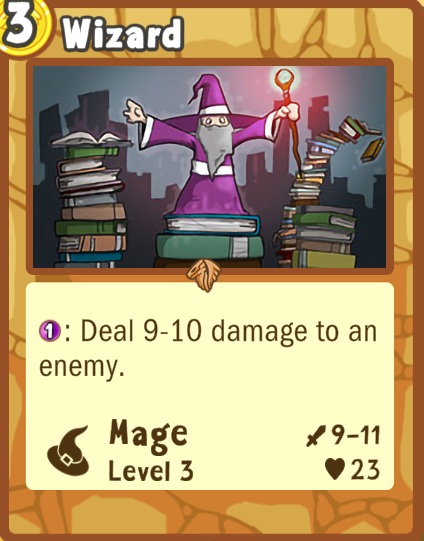 3 Wizard
1: Deal 9-10 damage to an
enemy.
Mage 9–11
Level 3 23